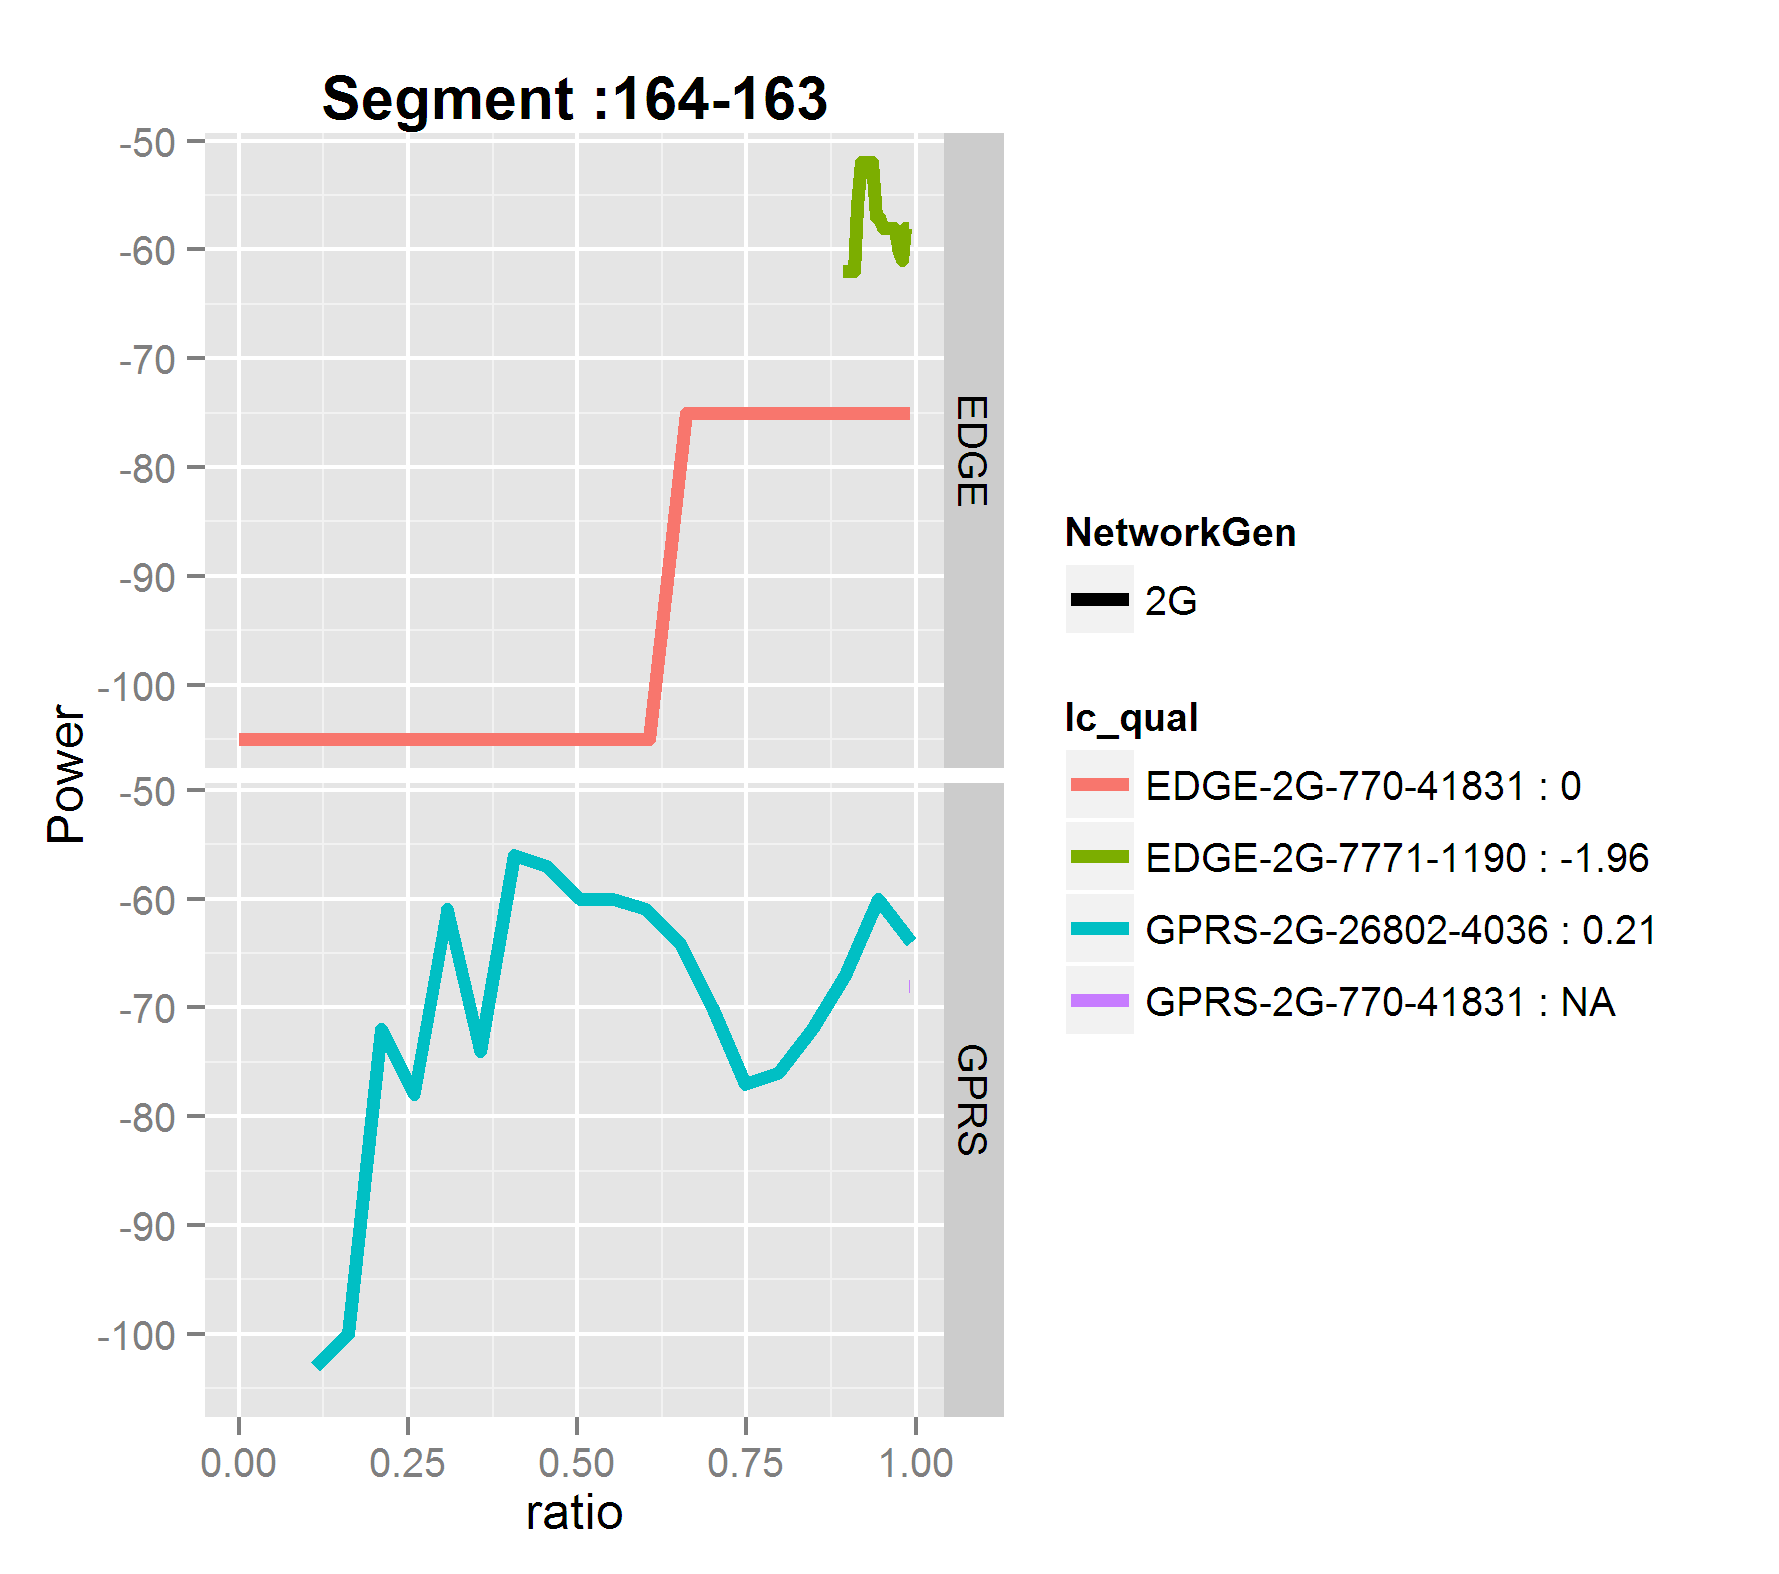 Segment :164-163
-50
-60
-70
-80
-90
-100
EDGE
Power
-50
-60
-70
-80
-90
-100
GPRS
0.00 0.25 0.50 0.75 1.00
ratio
NetworkGen
2G
lc_qual
EDGE-2G-770-41831 : 0
EDGE-2G-7771-1190 : -1.96
GPRS-2G-26802-4036 : 0.21
GPRS-2G-770-41831 : NA